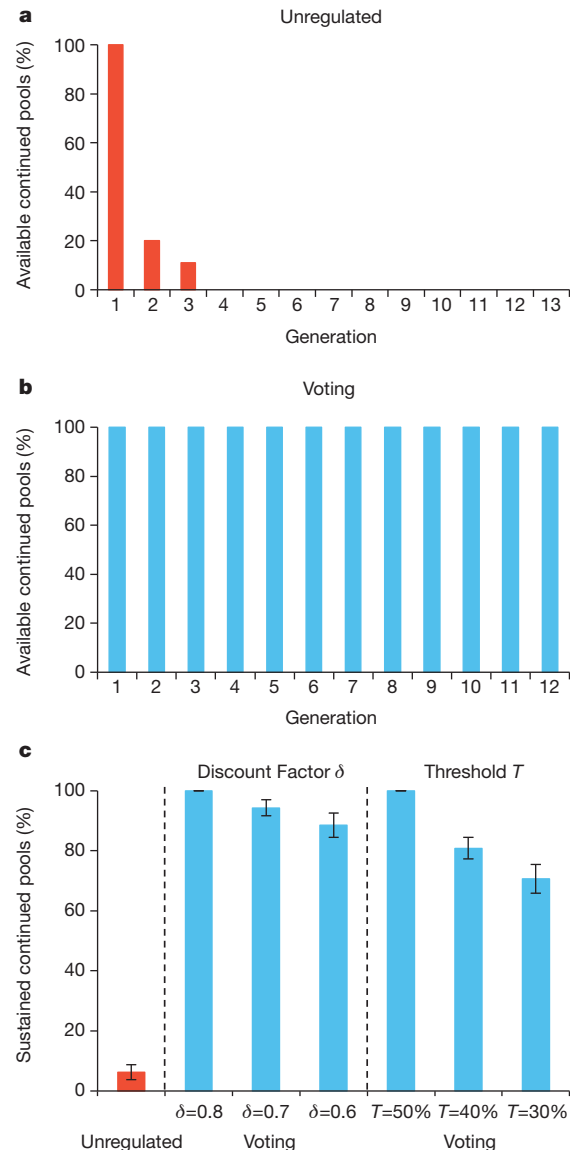 a
Unregulated
Available continued pools (%)
100
80
60
40
20
0
1 2 3 4 5 6 7 8 9 10 11 12 13
Generation
b
Voting
Available continued pools (%)
100
80
60
40
20
0
1 2 3 4 5 6 7 8 9 10 11 12
Generation
c
Discount Factor δ Threshold T
Sustained continued pools (%)
100
80
60
40
20
0
δ=0.8 δ=0.7 δ=0.6 T=50% T=40% T=30%
Unregulated Voting Voting